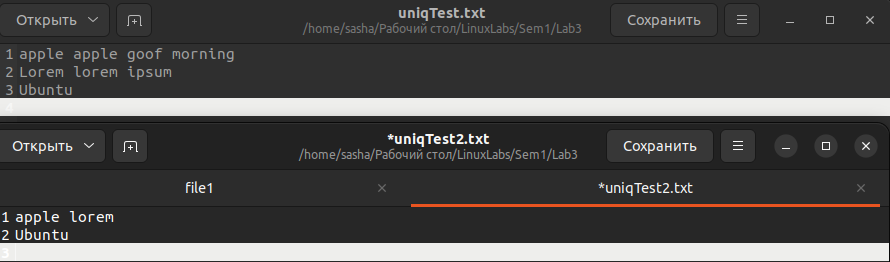 Открыть
uniqTest.txt
/home/sasha/Рабочий стол/LinuxLabs/Sem1/Lab3
Сохранить
1 apple apple goof morning
2 Lorem lorem ipsum
3 Ubuntu
4
Открыть
*uniqTest2.txt
/home/sasha/Рабочий стол/LinuxLabs/Sem1/Lab3
Сохранить
file1
*uniqTest2.txt
1 apple lorem
2 Ubuntu
3